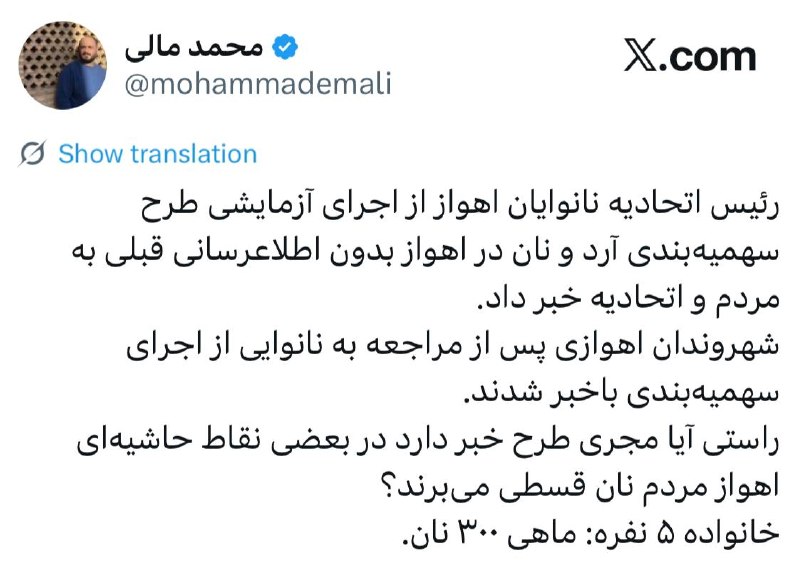 محمد مالی
X.com
@mohammademali
Show translation
رئیس اتحادیه نانوایان اهواز از اجرای آزمایشی طرح
سهمیه‌بندی آرد و نان در اهواز بدون اطلاعرسانی قبلی به
مردم و اتحادیه خبر داد.
شهروندان اهوازی پس از مراجعه به نانوایی از اجرای
سهمیه‌بندی باخبر شدند.
راستی آیا مجری طرح خبر دارد در بعضی نقاط حاشیه‌ای
اهواز مردم نان قسطی می‌برند؟
خانواده ۵ نفره: ماهی ۳۰۰ نان.